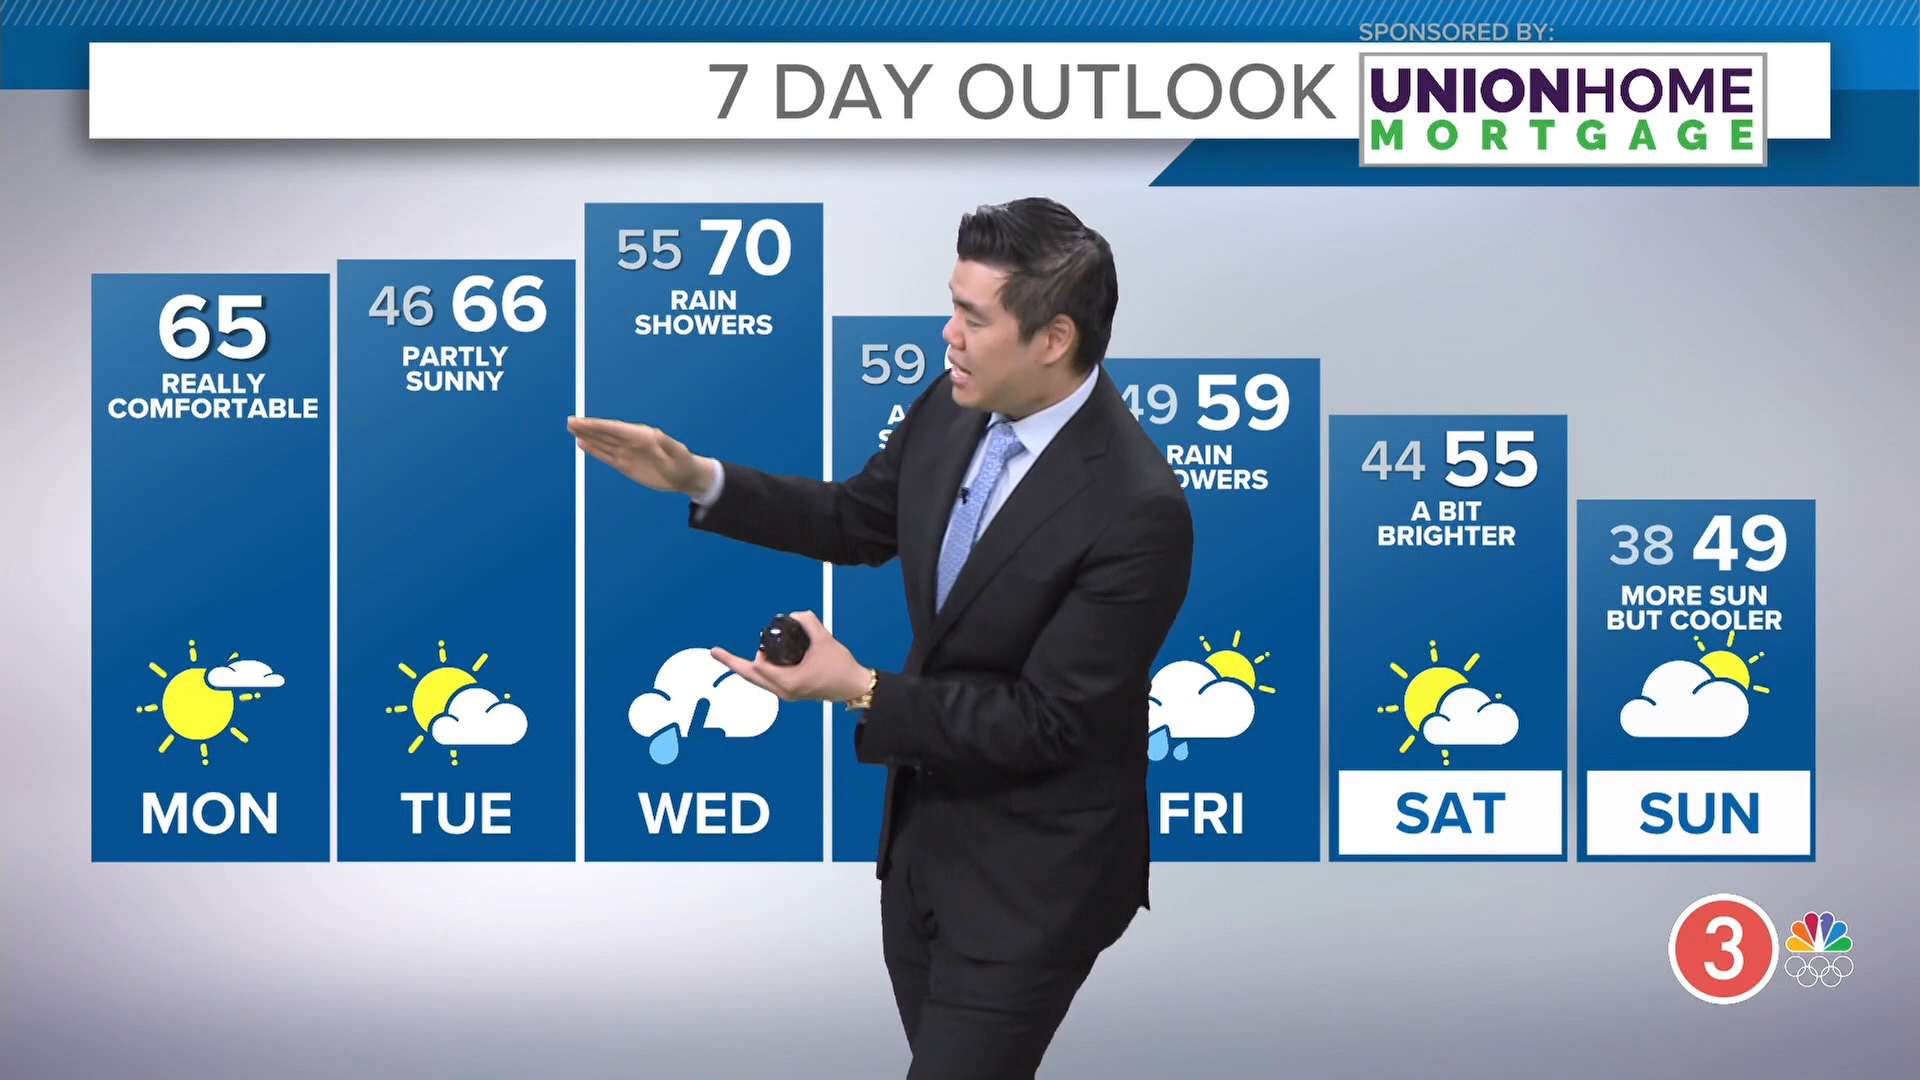 SPONSORED BY:
7 DAY OUTLOOK
UNIONHOME
MORTGAGE
65
REALLY
COMFORTABLE
MON
46 66
PARTLY
SUNNY
TUE
55 70
RAIN
SHOWERS
WED
59
49 59
RAIN
FRI
44 55
A BIT
BRIGHTER
SAT
38 49
MORE SUN
BUT COOLER
SUN
3